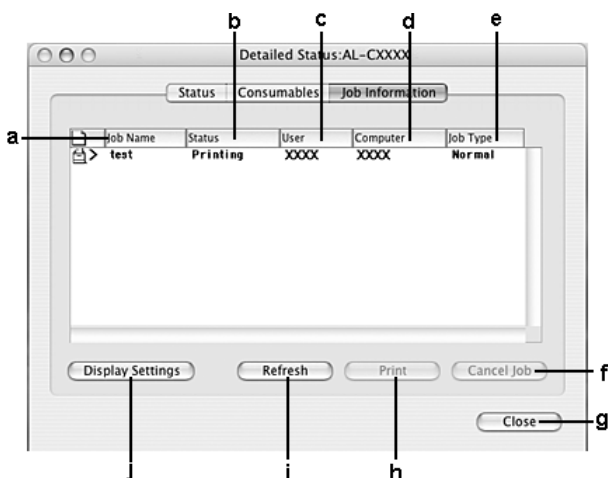 b c d e
Detailed Status:AL-CXXXX
Status Consumables Job Information
a Job Name Status User Computer Job Type
test Printing XXXX XXXX Normal
Display Settings Refresh Print Cancel Job f
Close g
j i h